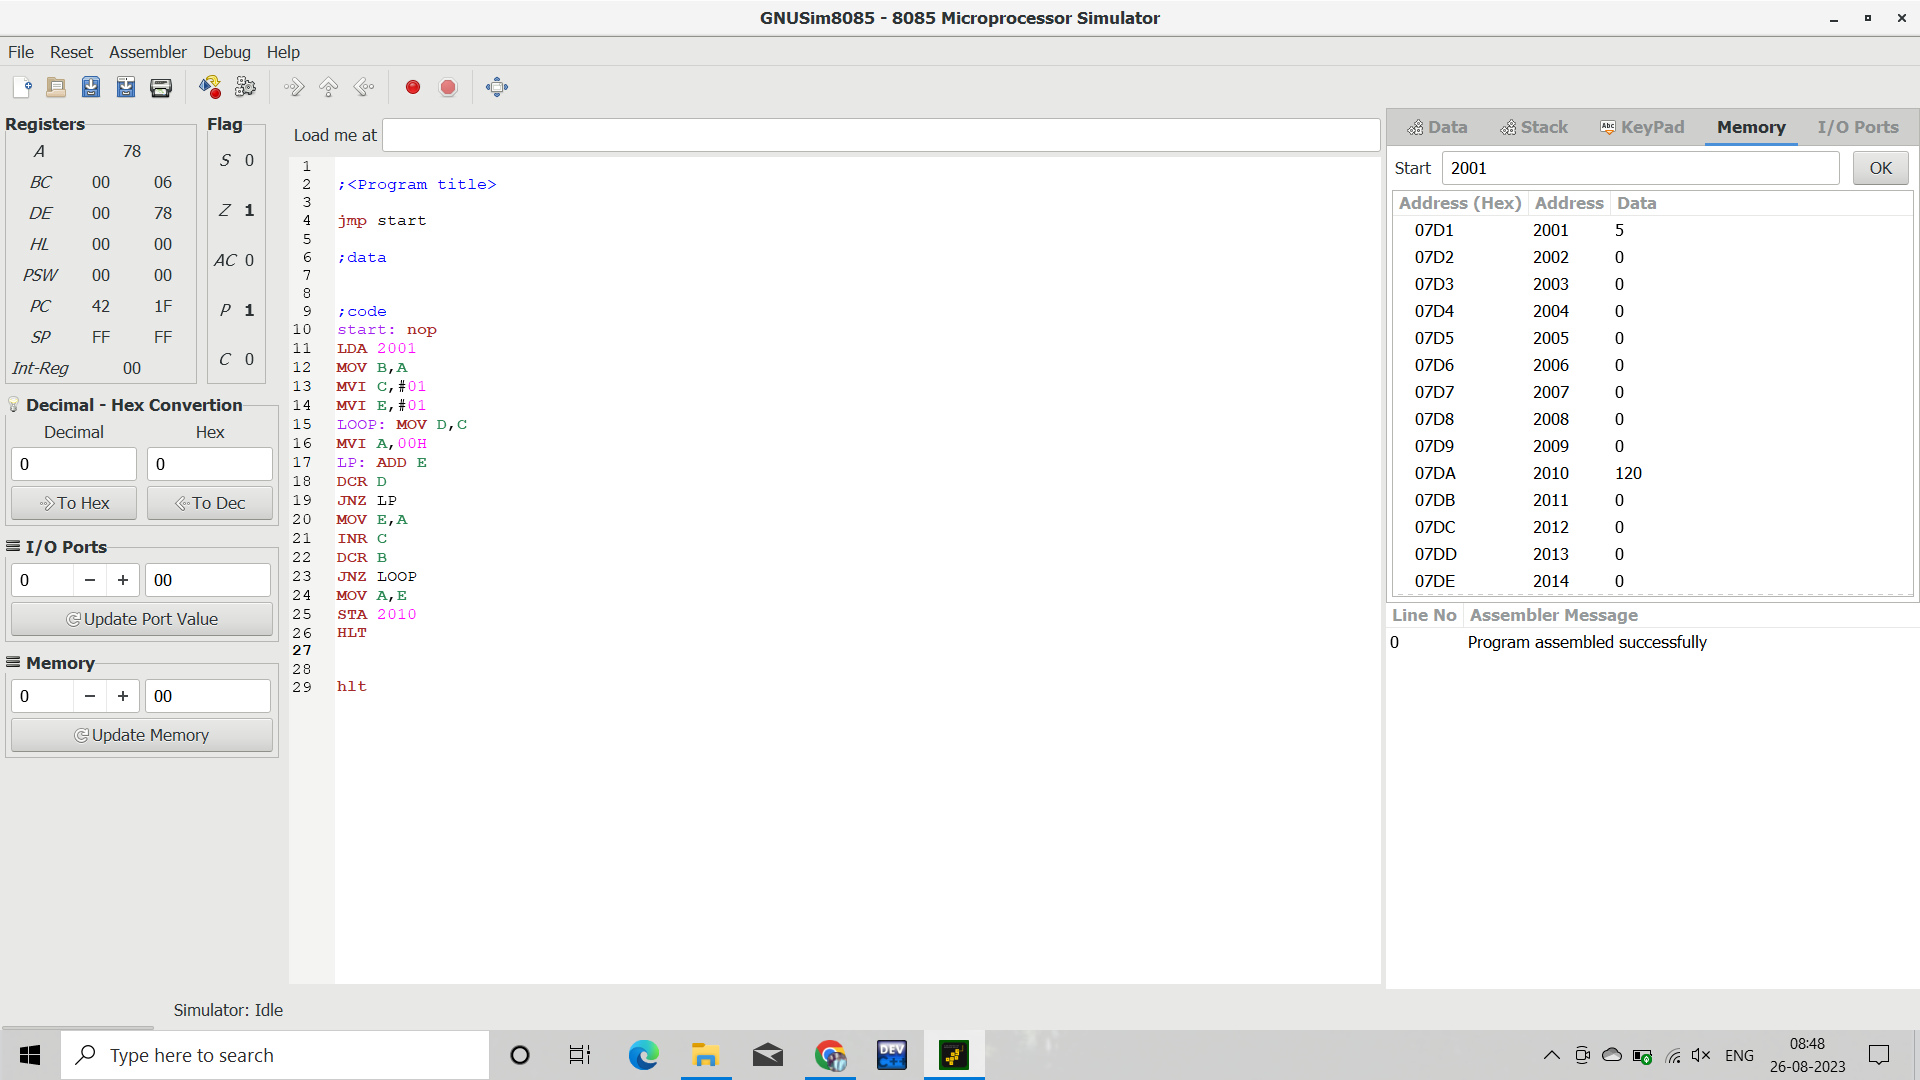 GNUSim8085 - 8085 Microprocessor Simulator
File Reset Assembler Debug Help
Registers
A 78
BC 00 06
DE 00 78
HL 00 00
PSW 00 00
PC 42 1F
SP FF FF
Int-Reg 00
Flag
S 0
Z 1
AC 0
P 1
C 0
Decimal - Hex Convertion
Decimal Hex
0 0
To Hex To Dec
I/O Ports
0 − + 00
Update Port Value
Memory
0 − + 00
Update Memory
Load me at
1
2 ;<Program title>
3
4 jmp start
5
6 ;data
7
8
9 ;code
10 start: nop
11 LDA 2001
12 MOV B,A
13 MVI C,#01
14 MVI E,#01
15 LOOP: MOV D,C
16 MVI A,00H
17 LP: ADD E
18 DCR D
19 JNZ LP
20 MOV E,A
21 INR C
22 DCR B
23 JNZ LOOP
24 MOV A,E
25 STA 2010
26 HLT
27
28
29 hlt
Data Stack Abc KeyPad Memory I/O Ports
Start 2001 OK
Address (Hex) Address Data
07D1 2001 5
07D2 2002 0
07D3 2003 0
07D4 2004 0
07D5 2005 0
07D6 2006 0
07D7 2007 0
07D8 2008 0
07D9 2009 0
07DA 2010 120
07DB 2011 0
07DC 2012 0
07DD 2013 0
07DE 2014 0
Line No Assembler Message
0 Program assembled successfully
Simulator: Idle
Type here to search
DEV C++
ENG
08:48
26-08-2023